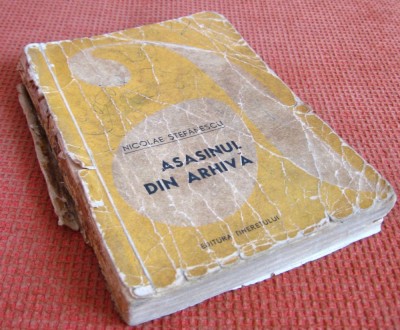 NICOLAE ȘTEFĂNESCU
ASASINUL
DIN ARHIVĂ
EDITURA TINERETULUI